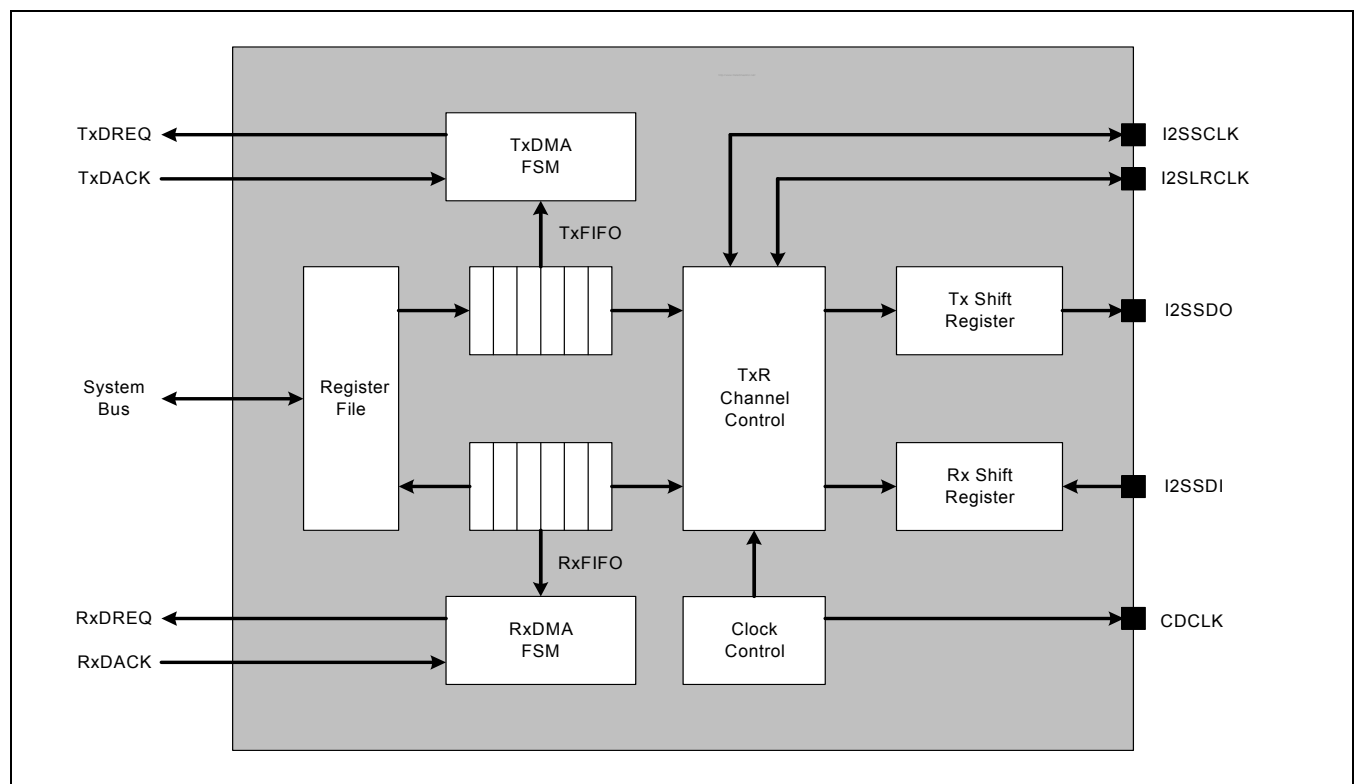 TxDREQ
TxDACK
TxDMA
FSM
I2SSCLK
I2SLRCLK
TxFIFO
System
Bus
Register
File
TxR
Channel
Control
Tx Shift
Register
I2SSDO
Rx Shift
Register
I2SSDI
RxFIFO
RxDREQ
RxDACK
RxDMA
FSM
Clock
Control
CDCLK